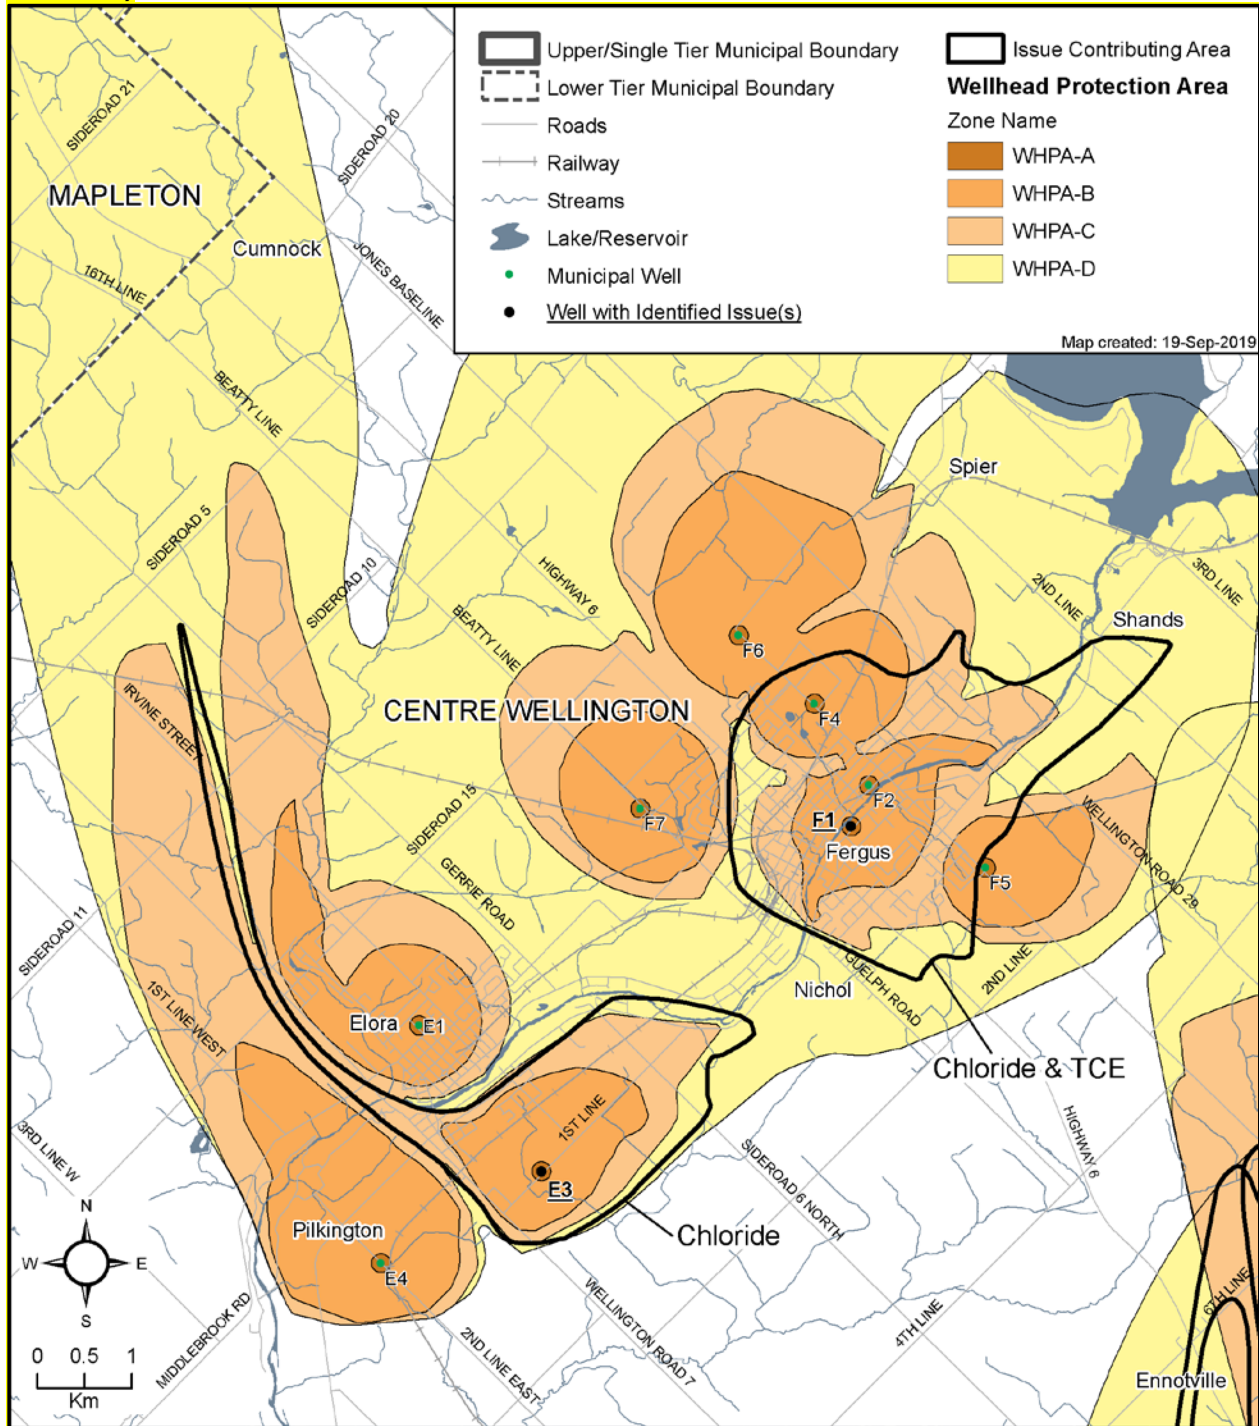 Upper/Single Tier Municipal Boundary
Lower Tier Municipal Boundary
Roads
Railway
Streams
Lake/Reservoir
Municipal Well
Well with Identified Issue(s)
Issue Contributing Area
Wellhead Protection Area
Zone Name
WHPA-A
WHPA-B
WHPA-C
WHPA-D
Map created: 19-Sep-2019
SIDEROAD 21
SIDEROAD 20
MAPLETON
Cumnock
JONES BASELINE
16TH LINE
BEATTY LINE
Spier
SIDEROAD 5
SIDEROAD 10
HIGHWAY 6
2ND LINE
3RD LINE
BEATTY LINE
Shands
F6
IRVINE STREET
CENTRE WELLINGTON
F4
SIDEROAD 15
F7
F2
F1
Fergus
WELLINGTON ROAD 29
F5
GERRIE ROAD
SIDEROAD 11
1ST LINE WEST
GUELPH ROAD
2ND LINE
Nichol
Elora
E1
Chloride & TCE
1ST LINE
HIGHWAY 6
3RD LINE W
SIDEROAD 6 NORTH
E3
Chloride
Pilkington
E4
N
W
E
S
MIDDLEBROOK RD
2ND LINE EAST
WELLINGTON ROAD 7
4TH LINE
6TH LINE
Ennotville
0 0.5 1
Km